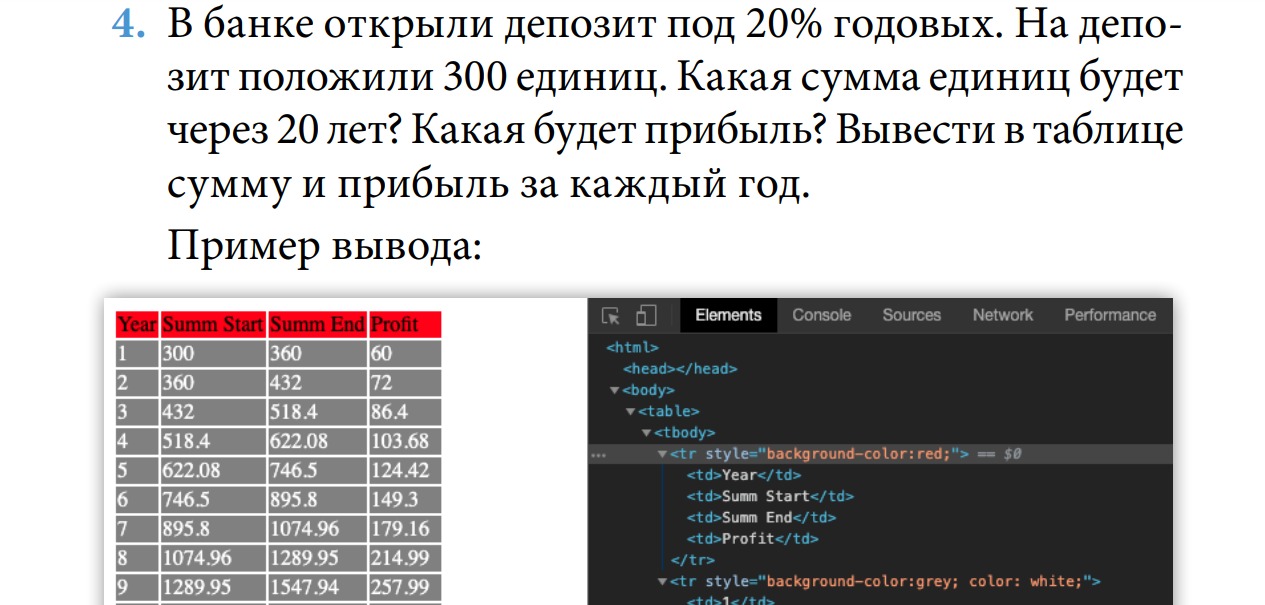 4. В банке открыли депозит под 20% годовых. На депо-
зит положили 300 единиц. Какая сумма единиц будет
через 20 лет? Какая будет прибыль? Вывести в таблице
сумму и прибыль за каждый год.
Пример вывода:
Year Summ Start Summ End Profit
1 300 360 60
2 360 432 72
3 432 518.4 86.4
4 518.4 622.08 103.68
5 622.08 746.5 124.42
6 746.5 895.8 149.3
7 895.8 1074.96 179.16
8 1074.96 1289.95 214.99
9 1289.95 1547.94 257.99
Elements Console Sources Network Performance
<html>
<head></head>
<body>
<table>
<tbody>
<tr style="background-color:red;"> == $0
<td>Year</td>
<td>Summ Start</td>
<td>Summ End</td>
<td>Profit</td>
</tr>
<tr style="background-color:grey; color: white;">
<td>1</td>